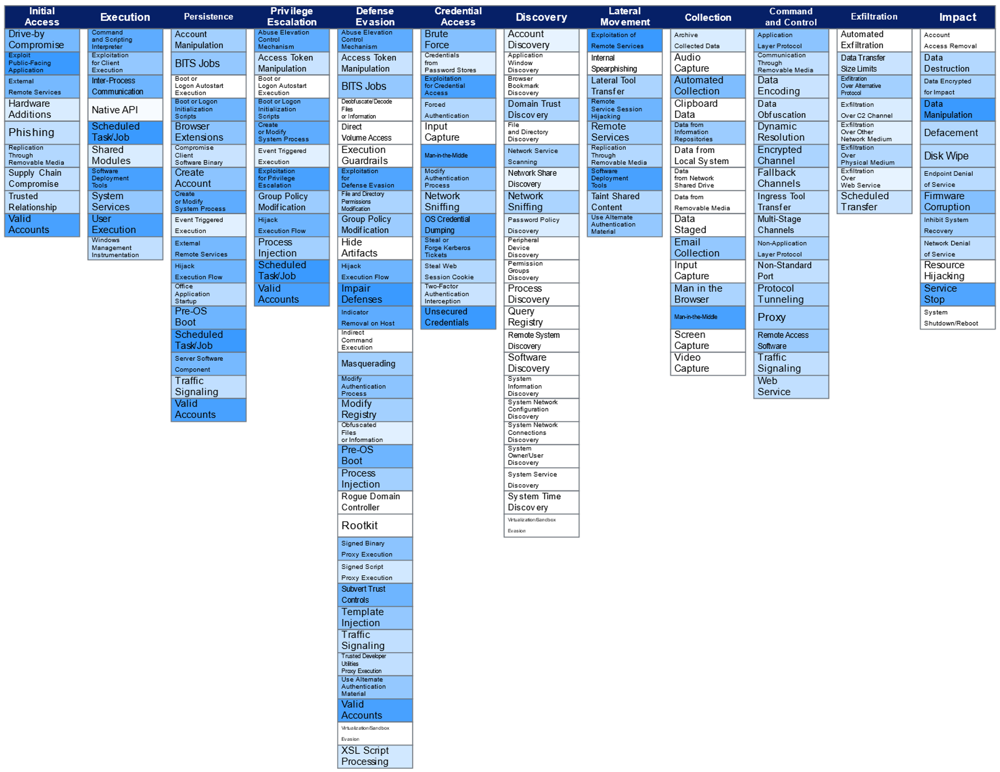 Initial
Access
Drive-by
Compromise
Exploit
Public-Facing
Application
External
Remote Services
Hardware
Additions
Phishing
Replication
Through
Removable Media
Supply Chain
Compromise
Trusted
Relationship
Valid
Accounts
Execution
Command
and Scripting
Interpreter
Exploitation
for Client
Execution
Inter-Process
Communication
Native API
Scheduled
Task/Job
Shared
Modules
Software
Deployment
Tools
System
Services
User
Execution
Windows
Management
Instrumentation
Persistence
Account
Manipulation
BITS Jobs
Boot or
Logon Autostart
Execution
Boot or Logon
Initialization
Scripts
Browser
Extensions
Compromise
Client
Software Binary
Create
Account
Create
or Modify
System Process
Event Triggered
Execution
External
Remote Services
Hijack
Execution Flow
Office
Application
Startup
Pre-OS
Boot
Scheduled
Task/Job
Server Software
Component
Traffic
Signaling
Valid
Accounts
Privilege
Escalation
Abuse Elevation
Control
Mechanism
Access Token
Manipulation
Boot or
Logon Autostart
Execution
Boot or Logon
Initialization
Scripts
Create
or Modify
System Process
Event Triggered
Execution
Exploitation
for Privilege
Escalation
Group Policy
Modification
Hijack
Execution Flow
Process
Injection
Scheduled
Task/Job
Valid
Accounts
Defense
Evasion
Abuse Elevation
Control
Mechanism
Access Token
Manipulation
BITS Jobs
Deobfuscate/Decode
Files
or Information
Direct
Volume Access
Execution
Guardrails
Exploitation
for
Defense Evasion
File and Directory
Permissions
Modification
Group Policy
Modification
Hide
Artifacts
Hijack
Execution Flow
Impair
Defenses
Indicator
Removal on Host
Indirect
Command
Execution
Masquerading
Modify
Authentication
Process
Modify
Registry
Obfuscated
Files
or Information
Pre-OS
Boot
Process
Injection
Rogue Domain
Controller
Rootkit
Signed Binary
Proxy Execution
Signed Script
Proxy Execution
Subvert Trust
Controls
Template
Injection
Traffic
Signaling
Trusted Developer
Utilities
Proxy Execution
Use Alternate
Authentication
Material
Valid
Accounts
Virtualization/Sandbox
Evasion
XSL Script
Processing
Credential
Access
Brute
Force
Credentials
from
Password Stores
Exploitation
for Credential
Access
Forced
Authentication
Input
Capture
Man-in-the-Middle
Modify
Authentication
Process
Network
Sniffing
OS Credential
Dumping
Steal or
Forge Kerberos
Tickets
Steal Web
Session Cookie
Two-Factor
Authentication
Interception
Unsecured
Credentials
Discovery
Account
Discovery
Application
Window
Discovery
Browser
Bookmark
Discovery
Domain Trust
Discovery
File
and Directory
Discovery
Network Service
Scanning
Network Share
Discovery
Network
Sniffing
Password Policy
Discovery
Peripheral
Device
Discovery
Permission
Groups
Discovery
Process
Discovery
Query
Registry
Remote System
Discovery
Software
Discovery
System
Information
Discovery
System Network
Configuration
Discovery
System Network
Connections
Discovery
System
Owner/User
Discovery
System Service
Discovery
System Time
Discovery
Virtualization/Sandbox
Evasion
Lateral
Movement
Exploitation of
Remote Services
Internal
Spearphishing
Lateral Tool
Transfer
Remote
Service Session
Hijacking
Remote
Services
Replication
Through
Removable Media
Software
Deployment
Tools
Taint Shared
Content
Use Alternate
Authentication
Material
Collection
Archive
Collected Data
Audio
Capture
Automated
Collection
Clipboard
Data
Data from
Information
Repositories
Data from
Local System
Data
from Network
Shared Drive
Data from
Removable Media
Data
Staged
Email
Collection
Input
Capture
Man in the
Browser
Man-in-the-Middle
Screen
Capture
Video
Capture
Command
and Control
Application
Layer Protocol
Communication
Through
Removable Media
Data
Encoding
Data
Obfuscation
Dynamic
Resolution
Encrypted
Channel
Fallback
Channels
Ingress Tool
Transfer
Multi-Stage
Channels
Non-Application
Layer Protocol
Non-Standard
Port
Protocol
Tunneling
Proxy
Remote Access
Software
Traffic
Signaling
Web
Service
Exfiltration
Automated
Exfiltration
Data Transfer
Size Limits
Exfiltration
Over Alternative
Protocol
Exfiltration
Over C2 Channel
Exfiltration
Over Other
Network Medium
Exfiltration
Over
Physical Medium
Exfiltration
Over
Web Service
Scheduled
Transfer
Impact
Account
Access Removal
Data
Destruction
Data Encrypted
for Impact
Data
Manipulation
Defacement
Disk Wipe
Endpoint Denial
of Service
Firmware
Corruption
Inhibit System
Recovery
Network Denial
of Service
Resource
Hijacking
Service
Stop
System
Shutdown/Reboot